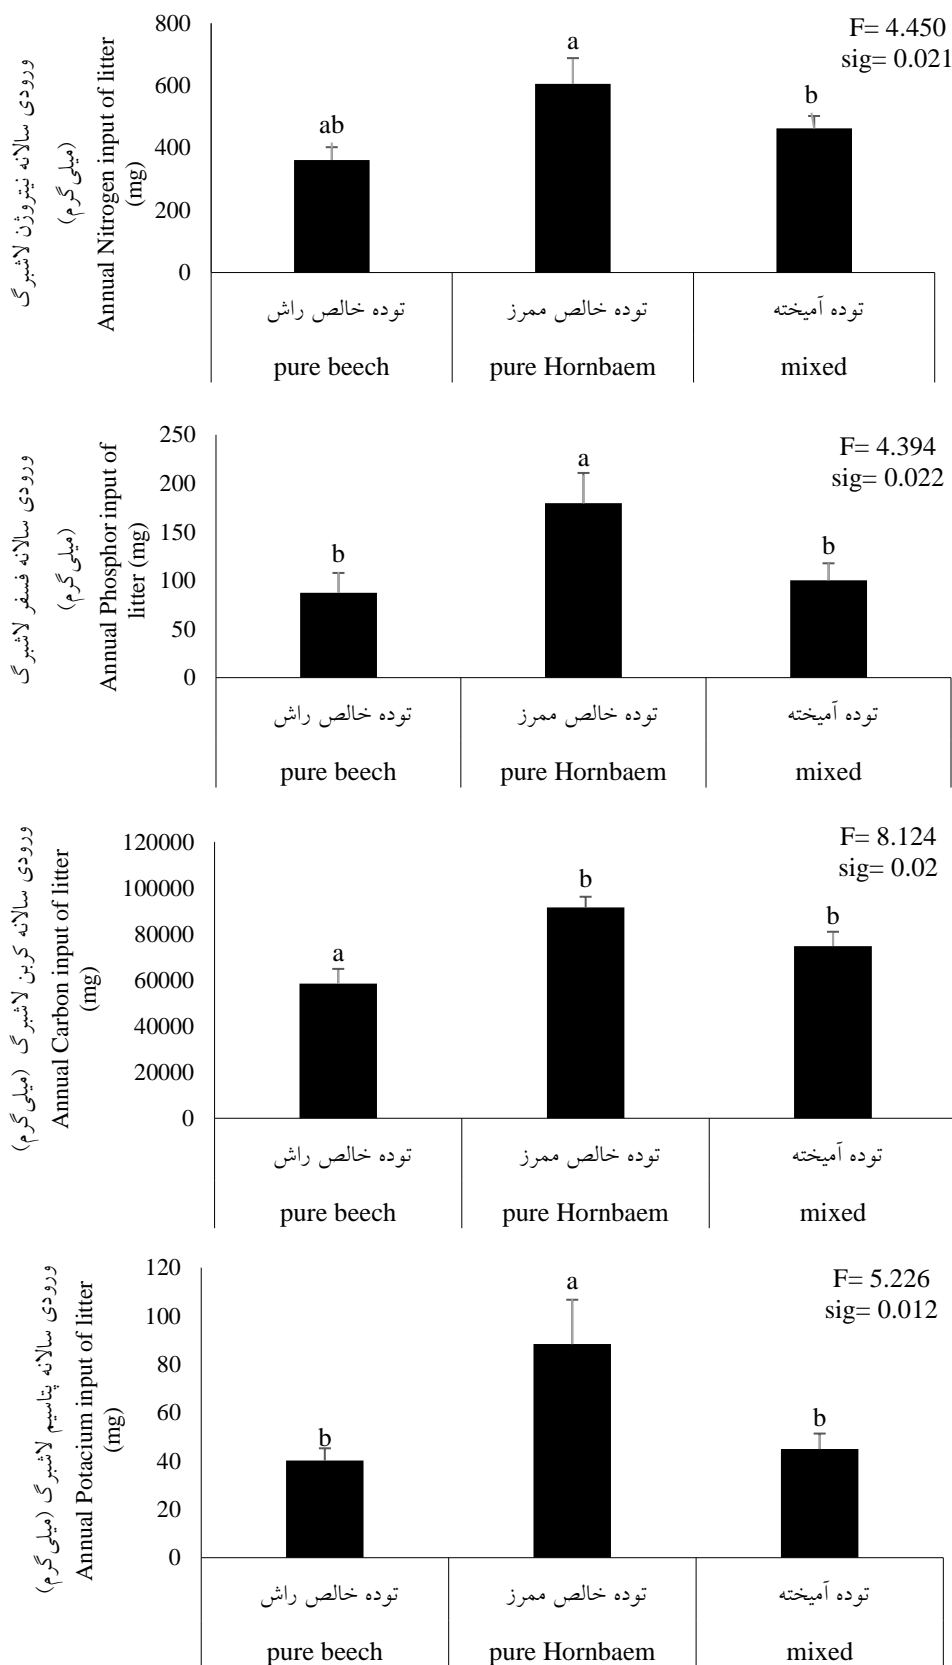 ورودی سالانه نیتروژن لاشبرگ
(میلی‌گرم)
Annual Nitrogen input of litter
(mg)
800
600
400
200
0
ab
a
b
F= 4.450
sig= 0.021
توده خالص راش
توده خالص ممرز
توده آمیخته
pure beech
pure Hornbaem
mixed
ورودی سالانه فسفر لاشبرگ
(میلی‌گرم)
Annual Phosphor input of
litter (mg)
250
200
150
100
50
0
b
a
b
F= 4.394
sig= 0.022
توده خالص راش
توده خالص ممرز
توده آمیخته
pure beech
pure Hornbaem
mixed
ورودی سالانه کربن لاشبرگ (میلی‌گرم)
Annual Carbon input of litter
(mg)
120000
100000
80000
60000
40000
20000
0
a
b
b
F= 8.124
sig= 0.02
توده خالص راش
توده خالص ممرز
توده آمیخته
pure beech
pure Hornbaem
mixed
ورودی سالانه پتاسیم لاشبرگ (میلی‌گرم)
Annual Potacium input of litter
(mg)
120
100
80
60
40
20
0
b
a
b
F= 5.226
sig= 0.012
توده خالص راش
توده خالص ممرز
توده آمیخته
pure beech
pure Hornbaem
mixed